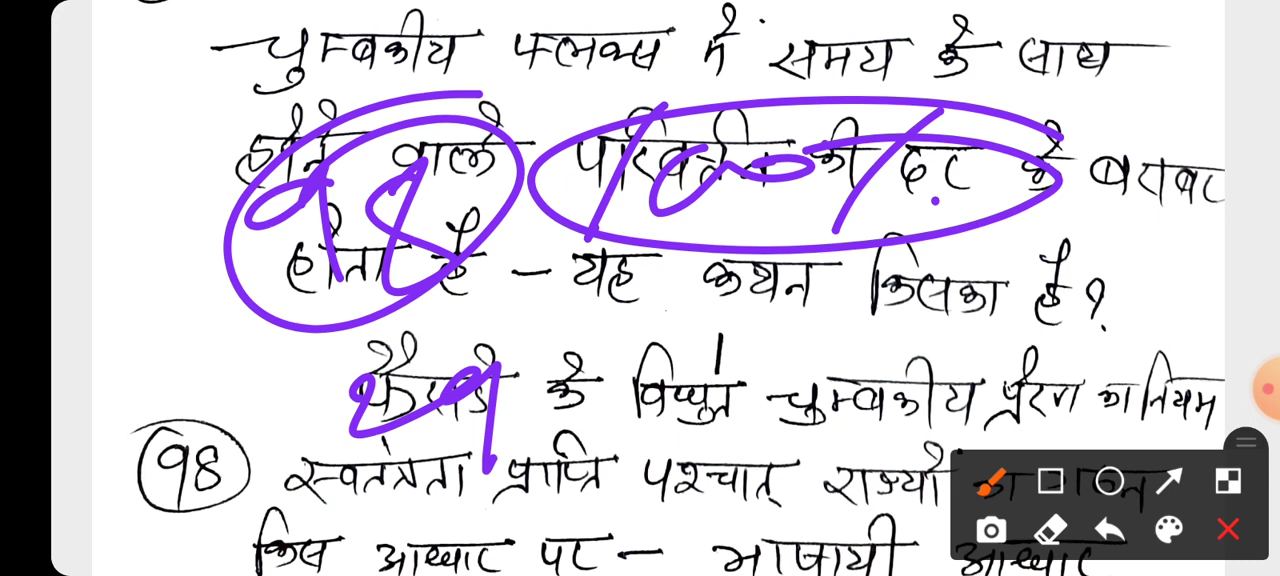 चुम्बकीय फ्लक्स में समय के साथ
होने वाले परिवर्तन की दर के बराबर
होता है - यह कथन किसका है?
फैराडे के विद्युत चुम्बकीय प्रेरण का नियम
98 स्वतंत्रता प्राप्ति पश्चात् राज्यों का गठन
किस आधार पर - भाषायी आधार